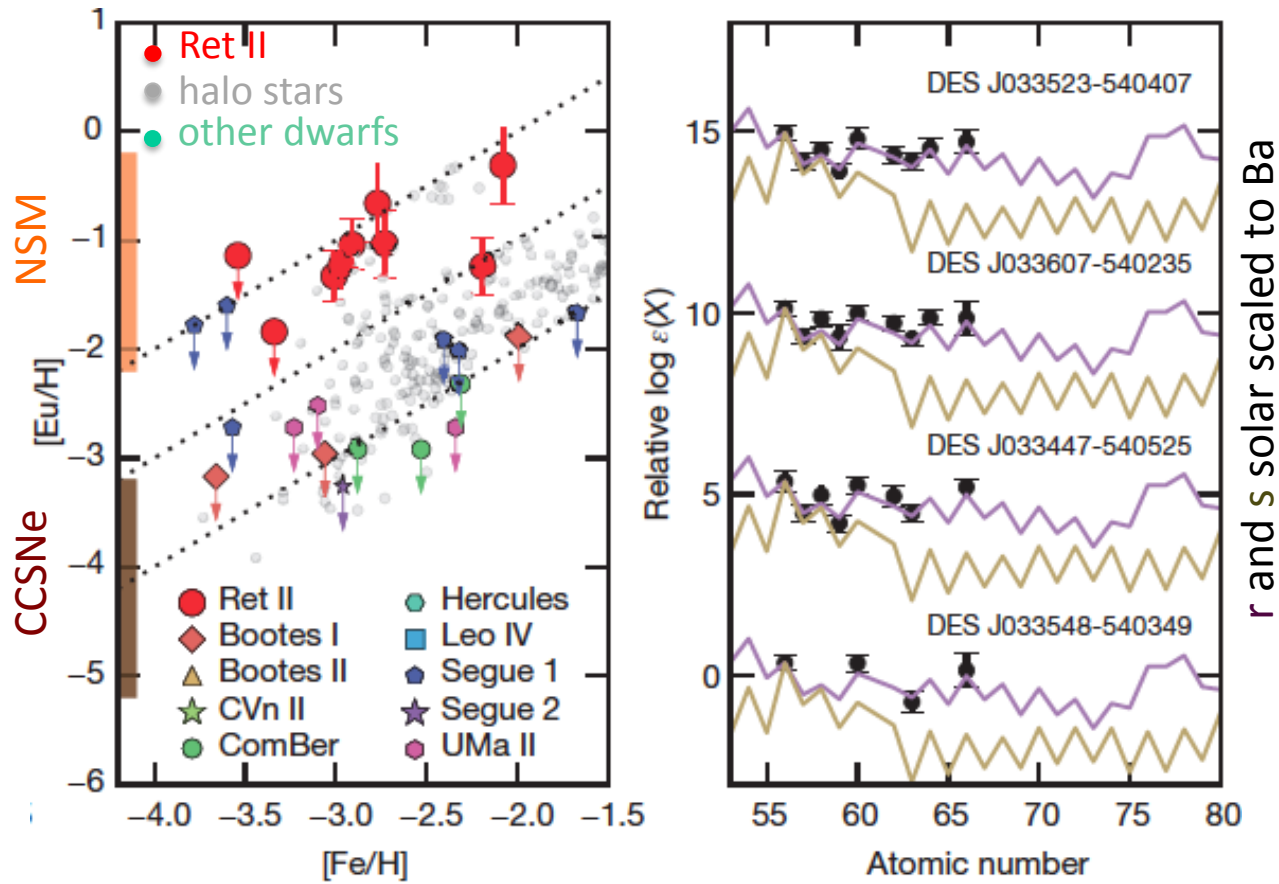 Ret II
halo stars
other dwarfs
NSM
CCSNe
[Eu/H]
1
0
−1
−2
−3
−4
−5
−6
Ret II
Bootes I
Bootes II
CVn II
ComBer
Hercules
Leo IV
Segue 1
Segue 2
UMa II
−4.0 −3.5 −3.0 −2.5 −2.0 −1.5
[Fe/H]
Relative log ε(X)
15
10
5
0
DES J033523-540407
DES J033607-540235
DES J033447-540525
DES J033548-540349
55 60 65 70 75 80
Atomic number
r and s solar scaled to Ba